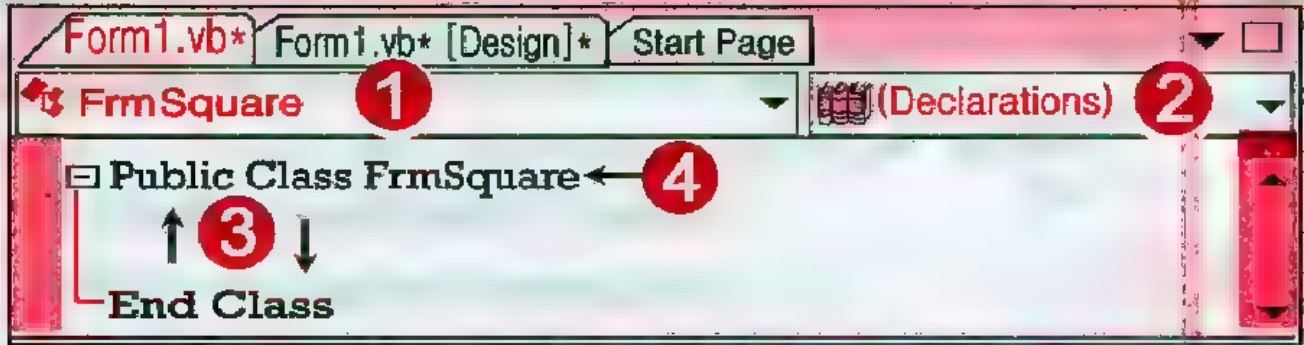 Form1.vb* Form1.vb* [Design]* Start Page
FrmSquare 1 (Declarations) 2
Public Class FrmSquare 4
3
End Class